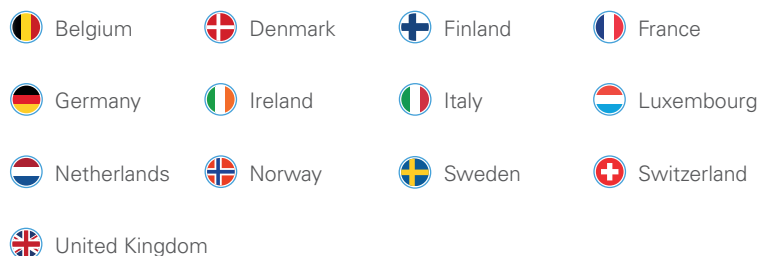 Belgium Denmark Finland France
Germany Ireland Italy Luxembourg
Netherlands Norway Sweden Switzerland
United Kingdom